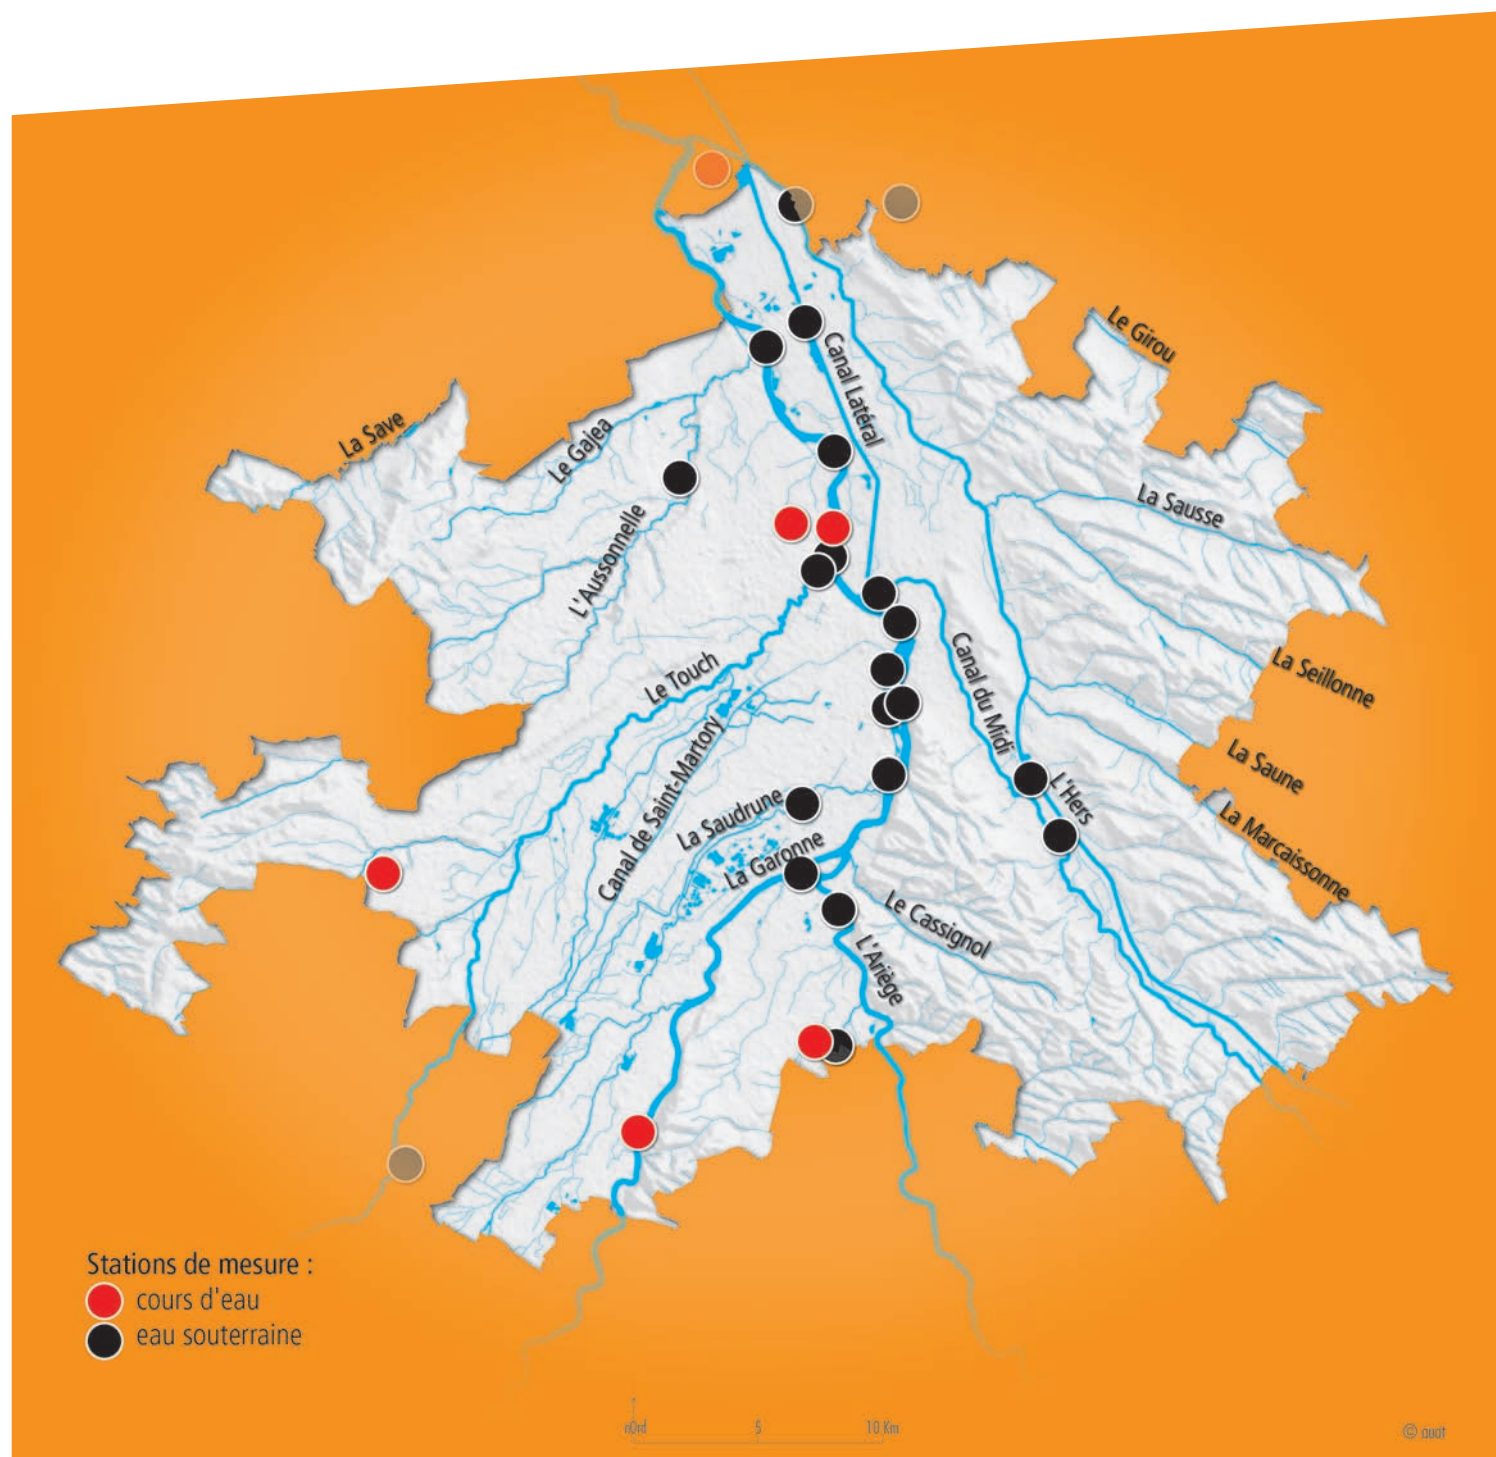 Le Girou
Canal Latéral
La Save
Le Gajea
La Sausse
L'Aussonnelle
Le Touch
Canal du Midi
La Seillonne
Canal de Saint-Martory
La Saune
L'Hers
La Saudrune
La Marcaissonne
La Garonne
Le Cassignol
L'Ariège
Stations de mesure :
cours d'eau
eau souterraine
nOrd 5 10 Km
© auat